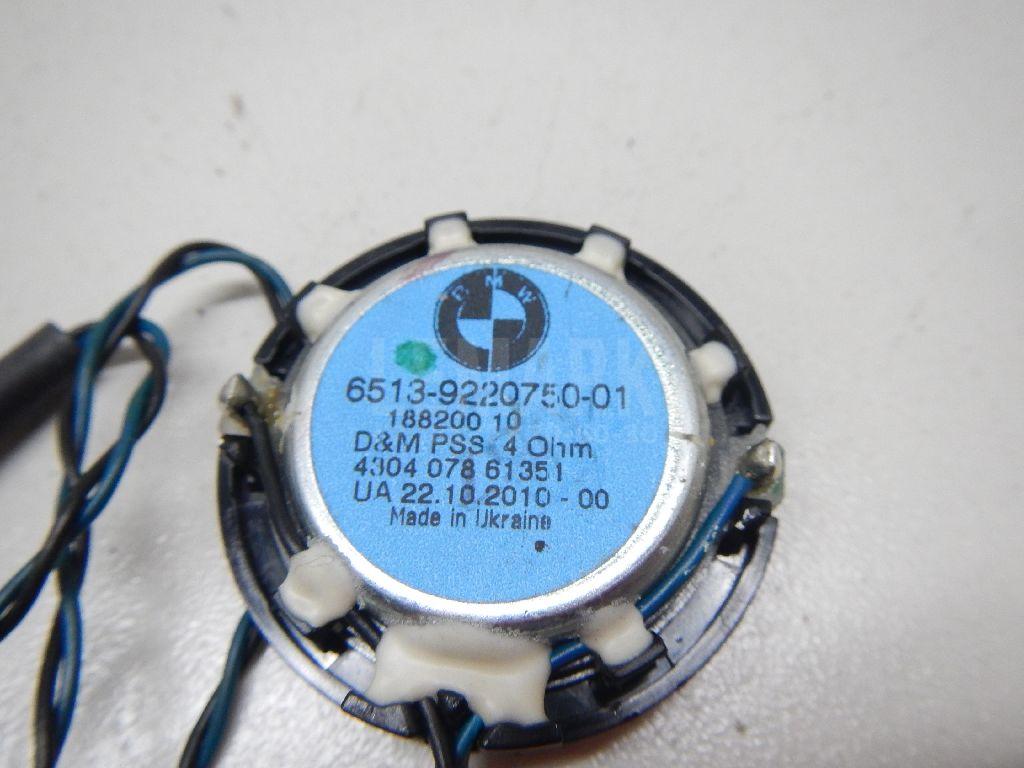 BMW
6513-9220750-01
188200 10
D&M PSS 4 Ohm
4304 078 61351
UA 22.10.2010 - 00
Made in Ukraine